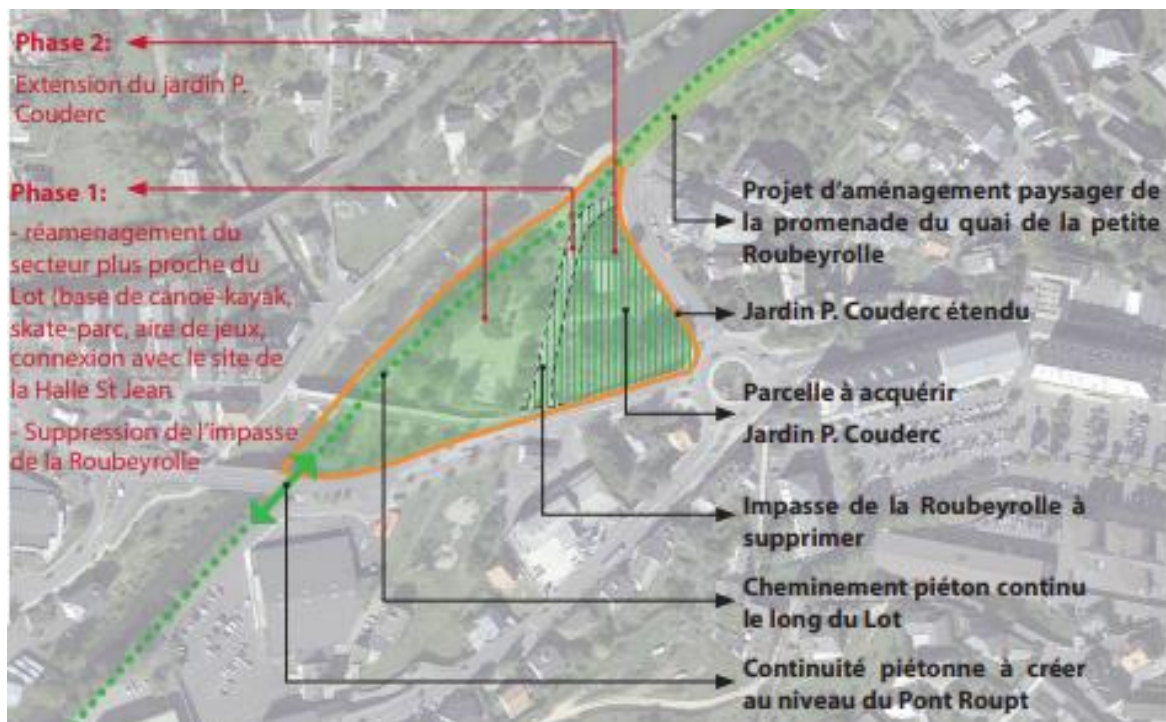 Phase 2:
Extension du jardin P.
Couderc
Phase 1:
- réamenagement du
secteur plus proche du
Lot (base de canoë-kayak,
skate-parc, aire de jeux,
connexion avec le site de
la Halle St Jean
- Suppression de l'impasse
de la Roubeyrolle
Projet d'aménagement paysager de
la promenade du quai de la petite
Roubeyrolle
Jardin P. Couderc étendu
Parcelle à acquérir
Jardin P. Couderc
Impasse de la Roubeyrolle à
supprimer
Cheminement piéton continu
le long du Lot
Continuité piétonne à créer
au niveau du Pont Roupt